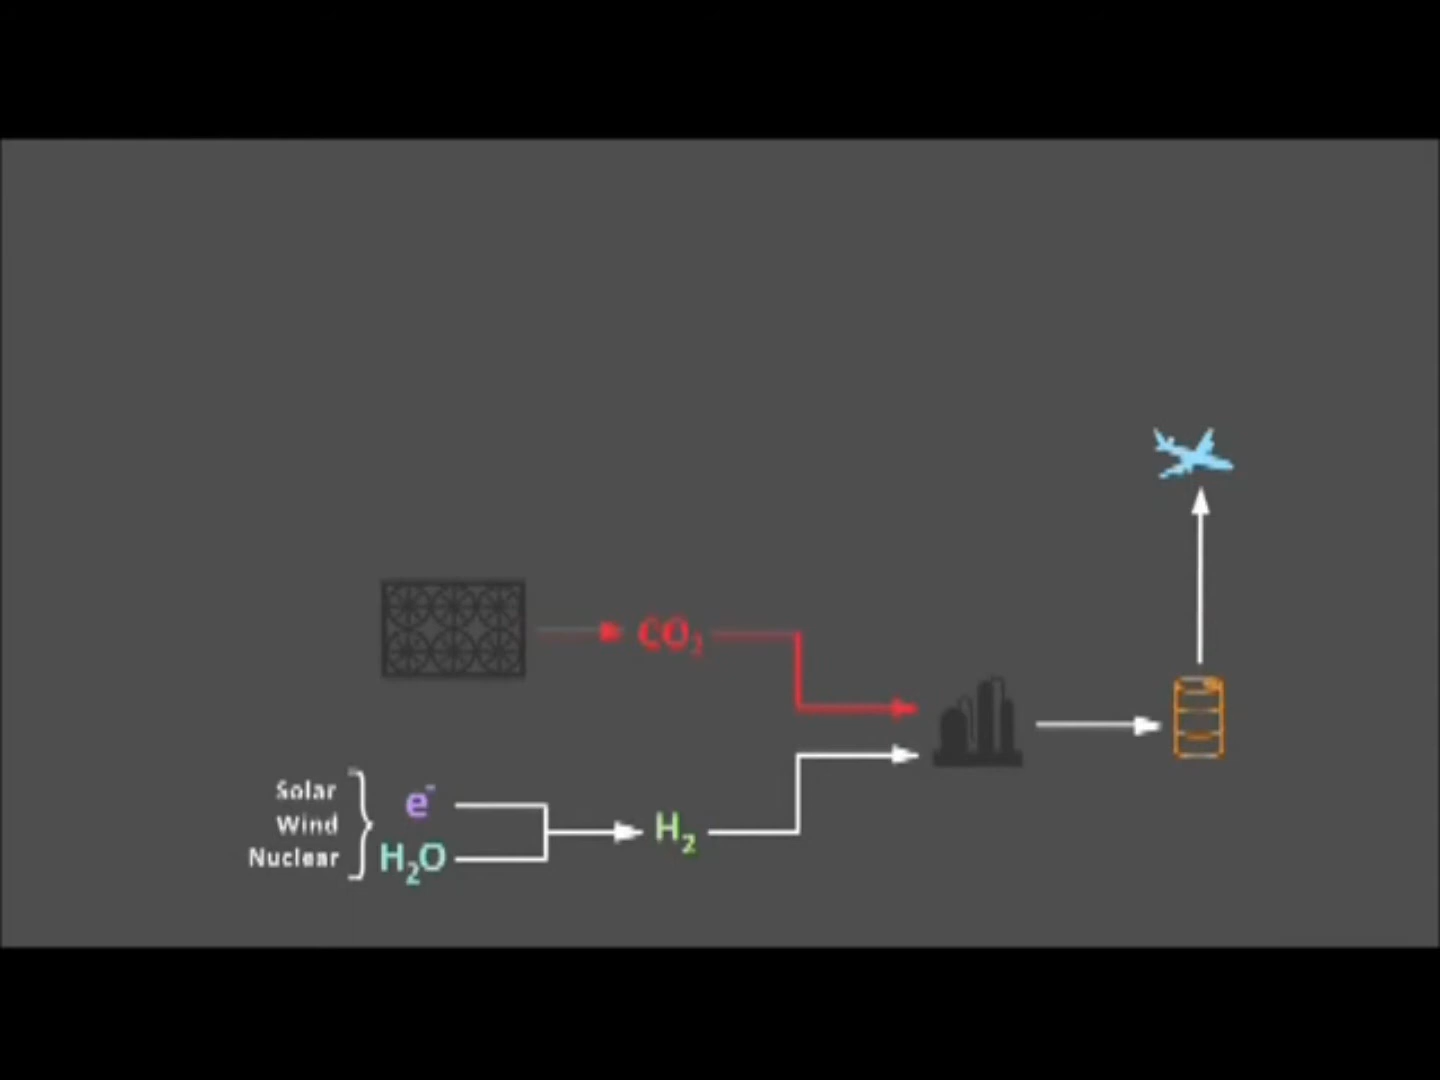 CO₂
Solar
Wind
Nuclear
e⁻
H₂O
H₂